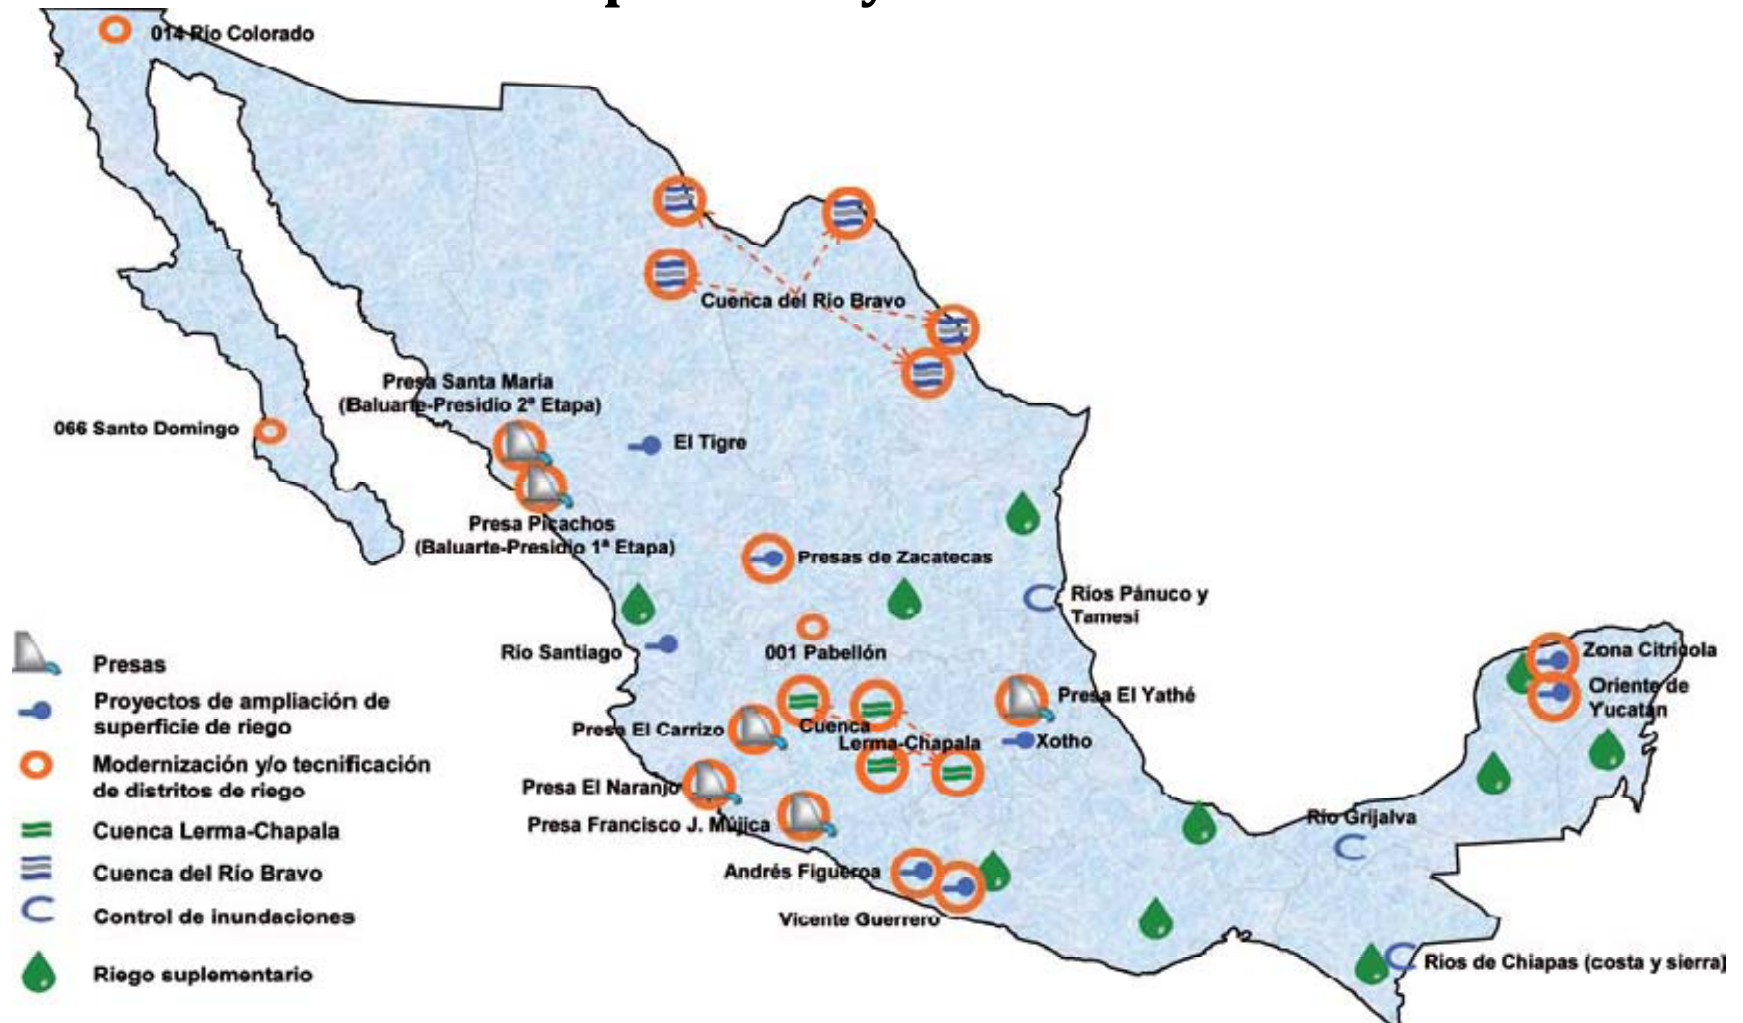 014 Río Colorado
Cuenca del Río Bravo
Presa Santa María
(Baluarte-Presidio 2ª Etapa)
066 Santo Domingo
El Tigre
Presa Picachos
(Baluarte-Presidio 1ª Etapa)
Presas de Zacatecas
Ríos Pánuco y
Tamesí
Río Santiago
001 Pabellón
Zona Citrícola
Oriente de
Yucatán
Presa El Yathé
Presa El Carrizo
Cuenca
Lerma-Chapala
Xotho
Presa El Naranjo
Presa Francisco J. Mújica
Río Grijalva
Andrés Figueroa
Vicente Guerrero
Ríos de Chiapas (costa y sierra)
Presas
Proyectos de ampliación de
superficie de riego
Modernización y/o tecnificación
de distritos de riego
Cuenca Lerma-Chapala
Cuenca del Río Bravo
Control de inundaciones
Riego suplementario